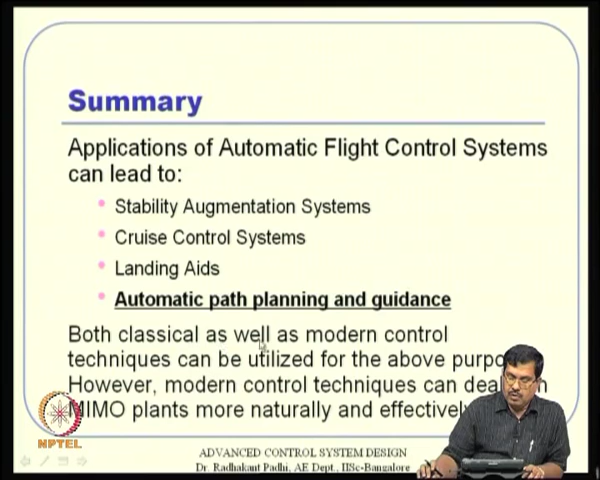 Summary
Applications of Automatic Flight Control Systems
can lead to:
Stability Augmentation Systems
Cruise Control Systems
Landing Aids
Automatic path planning and guidance
Both classical as well as modern control
techniques can be utilized for the above purpo
However, modern control techniques can deal
MIMO plants more naturally and effectively
NPTEL
ADVANCED CONTROL SYSTEM DESIGN
Dr. Radhakant Padhi, AE Dept., IISc-Bangalore